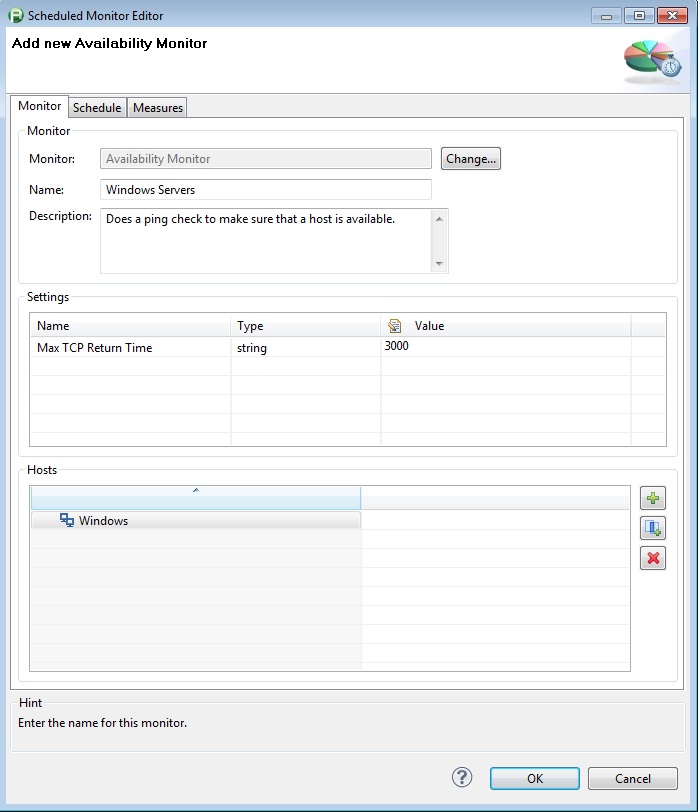 Scheduled Monitor Editor
Add new Availability Monitor
Monitor Schedule Measures
Monitor
Monitor: Availability Monitor Change...
Name: Windows Servers
Description: Does a ping check to make sure that a host is available.
Settings
Name Type Value
Max TCP Return Time string 3000
Hosts
Windows
Hint
Enter the name for this monitor.
? OK Cancel